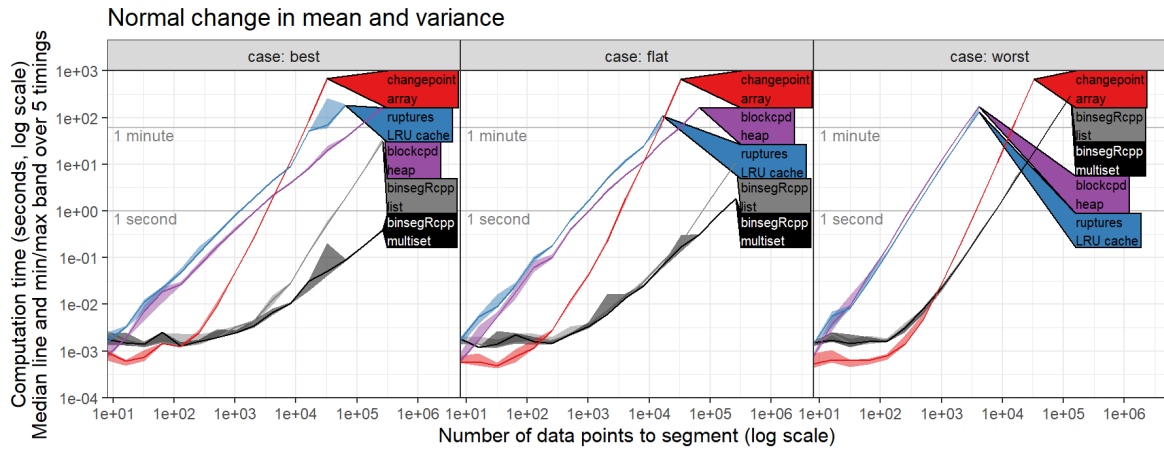 Normal change in mean and variance
Computation time (seconds, log scale)
Median line and min/max band over 5 timings
1e+03
1e+02
1e+01
1e+00
1e-01
1e-02
1e-03
1e-04
case: best
1 minute
1 second
changepoint
array
ruptures
LRU cache
blockcpd
heap
binsegRcpp
list
binsegRcpp
multiset
1e+01 1e+02 1e+03 1e+04 1e+05 1e+06
case: flat
1 minute
1 second
changepoint
array
blockcpd
heap
ruptures
LRU cache
binsegRcpp
list
binsegRcpp
multiset
1e+01 1e+02 1e+03 1e+04 1e+05 1e+06
case: worst
1 minute
1 second
changepoint
array
binsegRcpp
list
binsegRcpp
multiset
blockcpd
heap
ruptures
LRU cache
1e+01 1e+02 1e+03 1e+04 1e+05 1e+06
Number of data points to segment (log scale)